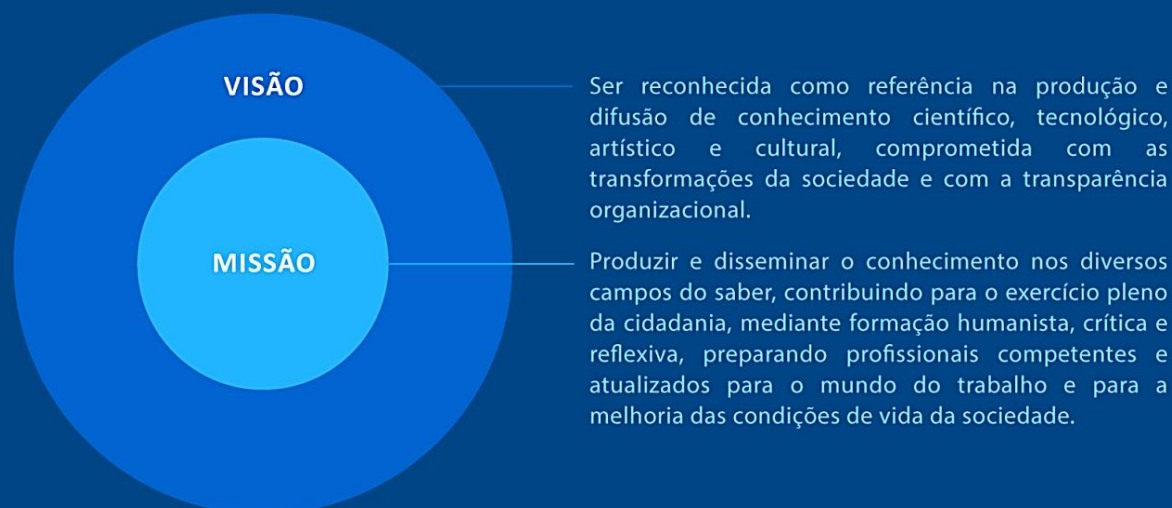 VISÃO
Ser reconhecida como referência na produção e
difusão de conhecimento científico, tecnológico,
artístico e cultural, comprometida com as
transformações da sociedade e com a transparência
organizacional.
MISSÃO
Produzir e disseminar o conhecimento nos diversos
campos do saber, contribuindo para o exercício pleno
da cidadania, mediante formação humanista, crítica e
reflexiva, preparando profissionais competentes e
atualizados para o mundo do trabalho e para a
melhoria das condições de vida da sociedade.